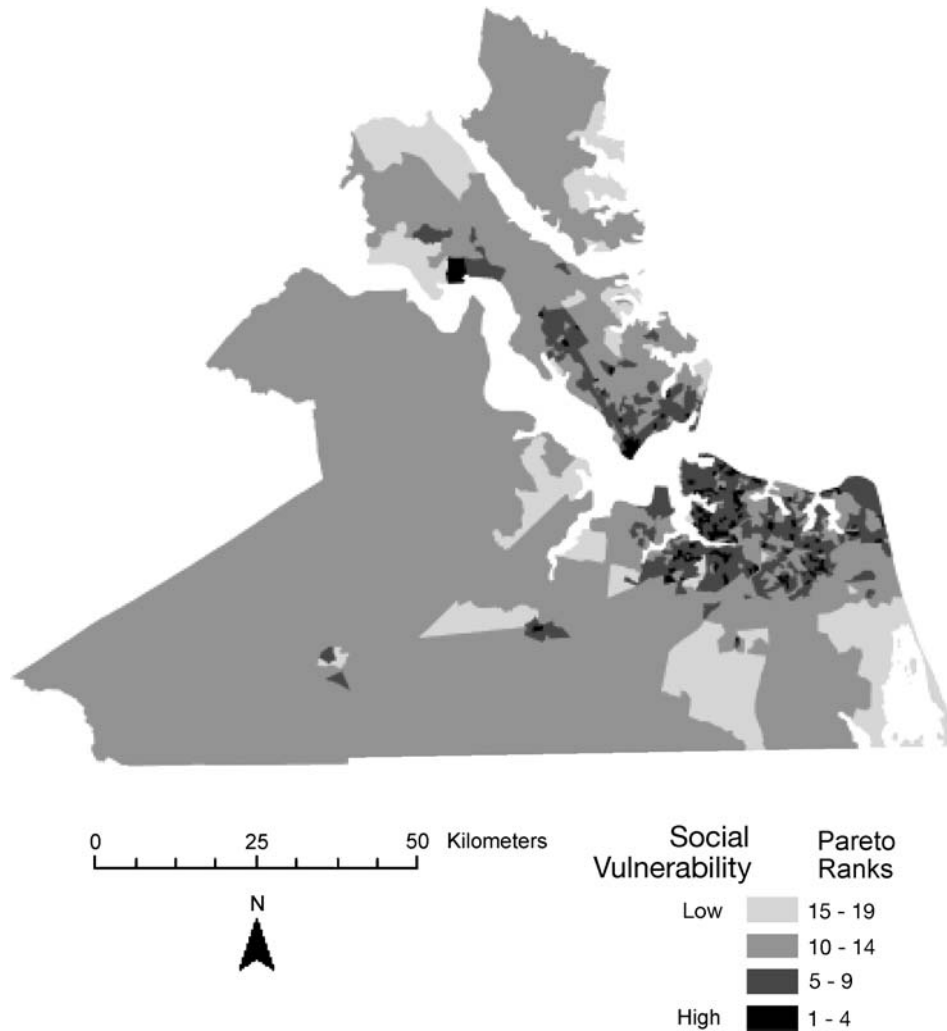 0 25 50 Kilometers
N
Social Vulnerability
Pareto Ranks
Low 15 - 19
10 - 14
5 - 9
High 1 - 4